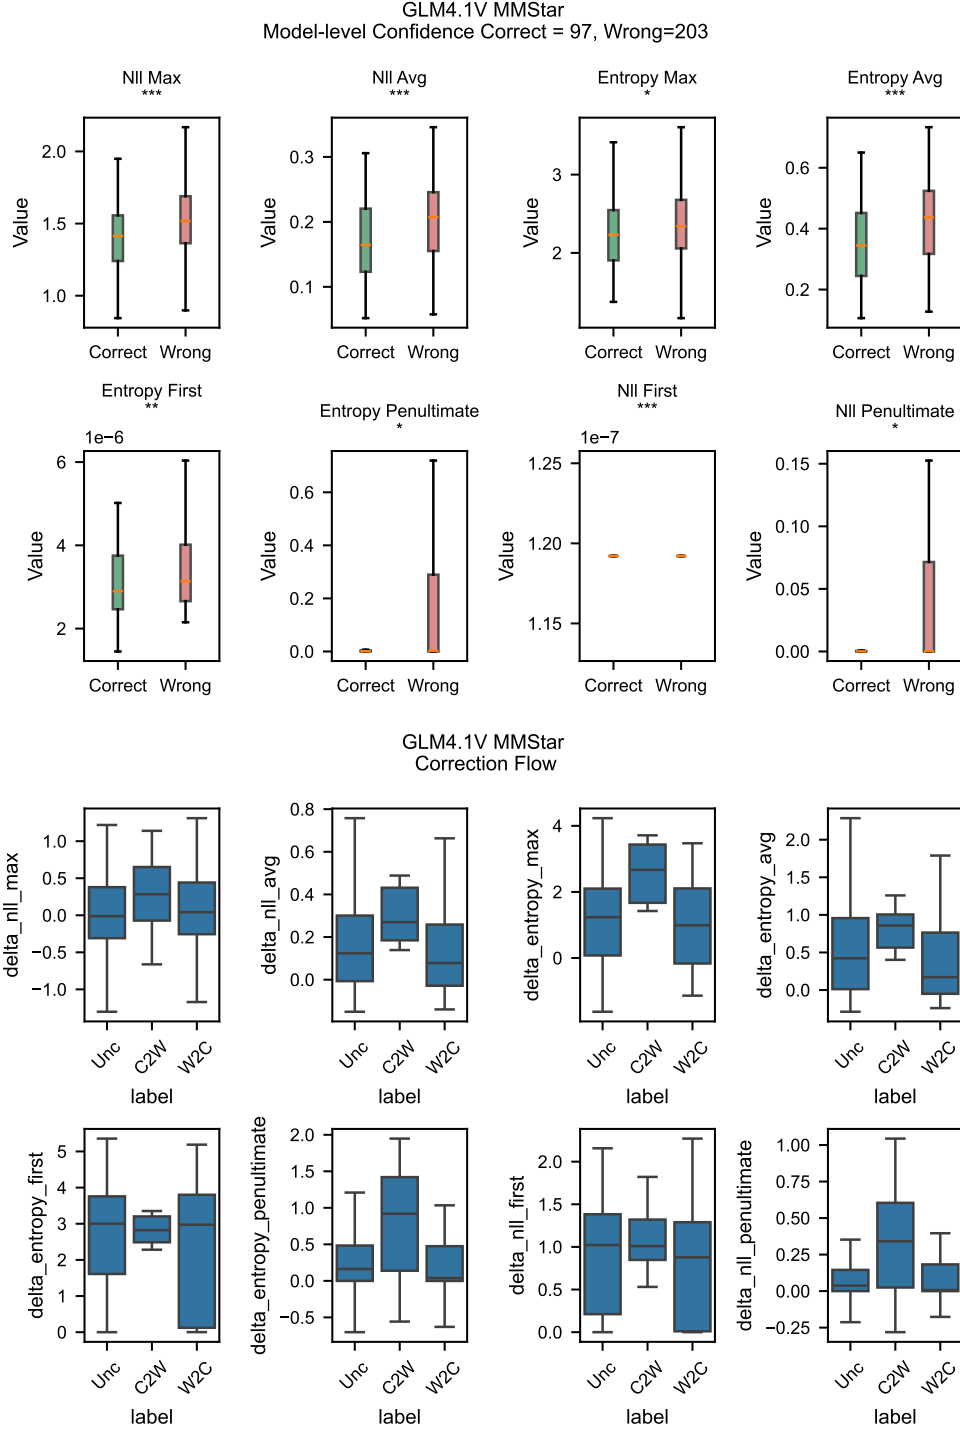 GLM4.1V MMStar
Model-level Confidence Correct = 97, Wrong=203
Nll Max
***
Nll Avg
***
Entropy Max
*
Entropy Avg
***
Value
2.0
1.5
1.0
Correct Wrong
Value
0.3
0.2
0.1
Correct Wrong
Value
3
2
Correct Wrong
Value
0.6
0.4
0.2
Correct Wrong
Entropy First
**
Entropy Penultimate
*
Nll First
***
Nll Penultimate
*
1e−6
Value
6
4
2
Correct Wrong
Value
0.6
0.4
0.2
0.0
Correct Wrong
1e−7
Value
1.25
1.20
1.15
Correct Wrong
Value
0.15
0.10
0.05
0.00
Correct Wrong
GLM4.1V MMStar
Correction Flow
delta_nll_max
1.0
0.5
0.0
−0.5
−1.0
Unc C2W W2C
label
delta_nll_avg
0.8
0.6
0.4
0.2
0.0
Unc C2W W2C
label
delta_entropy_max
4
2
0
Unc C2W W2C
label
delta_entropy_avg
2.0
1.5
1.0
0.5
0.0
Unc C2W W2C
label
delta_entropy_first
5
4
3
2
1
0
Unc C2W W2C
label
delta_entropy_penultimate
2.0
1.5
1.0
0.5
0.0
−0.5
Unc C2W W2C
label
delta_nll_first
2.0
1.5
1.0
0.5
0.0
Unc C2W W2C
label
delta_nll_penultimate
1.00
0.75
0.50
0.25
0.00
−0.25
Unc C2W W2C
label